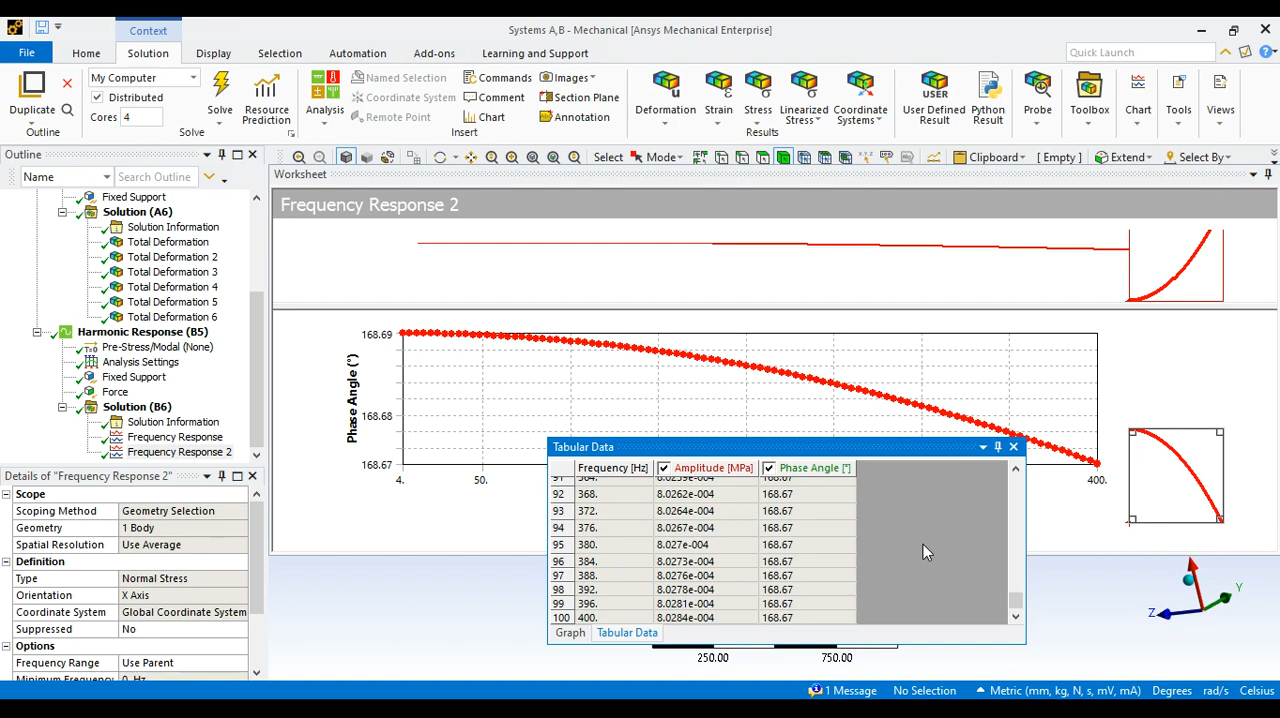 Context
Systems A,B - Mechanical [Ansys Mechanical Enterprise]
File Home Solution Display Selection Automation Add-ons Learning and Support Quick Launch
Duplicate
Outline
My Computer
Distributed
Cores 4
Solve
Resource Prediction
Solve
Analysis
Named Selection
Coordinate System
Remote Point
Commands
Comment
Chart
Images
Section Plane
Annotation
Insert
Deformation
Strain
Stress
Linearized Stress
Coordinate Systems
Results
USER
User Defined Result
Python Result
Probe
Toolbox
Chart
Tools
Views
Select Mode Clipboard [ Empty ] Extend Select By
Outline
Name Search Outline
Fixed Support
Solution (A6)
Solution Information
Total Deformation
Total Deformation 2
Total Deformation 3
Total Deformation 4
Total Deformation 5
Total Deformation 6
Harmonic Response (B5)
Pre-Stress/Modal (None)
Analysis Settings
Fixed Support
Force
Solution (B6)
Solution Information
Frequency Response
Frequency Response 2
Details of "Frequency Response 2"
Scope
Scoping Method Geometry Selection
Geometry 1 Body
Spatial Resolution Use Average
Definition
Type Normal Stress
Orientation X Axis
Coordinate System Global Coordinate System
Suppressed No
Options
Frequency Range Use Parent
Minimum Frequency 0. Hz
Worksheet
Frequency Response 2
Phase Angle (°)
168.69
168.68
168.67
4. 50. 400.
Tabular Data
Frequency [Hz] Amplitude [MPa] Phase Angle [°]
91 364. 8.0259e-004 168.67
92 368. 8.0262e-004 168.67
93 372. 8.0264e-004 168.67
94 376. 8.0267e-004 168.67
95 380. 8.027e-004 168.67
96 384. 8.0273e-004 168.67
97 388. 8.0276e-004 168.67
98 392. 8.0278e-004 168.67
99 396. 8.0281e-004 168.67
100 400. 8.0284e-004 168.67
Graph Tabular Data
250.00 750.00
Z Y
1 Message No Selection Metric (mm, kg, N, s, mV, mA) Degrees rad/s Celsius